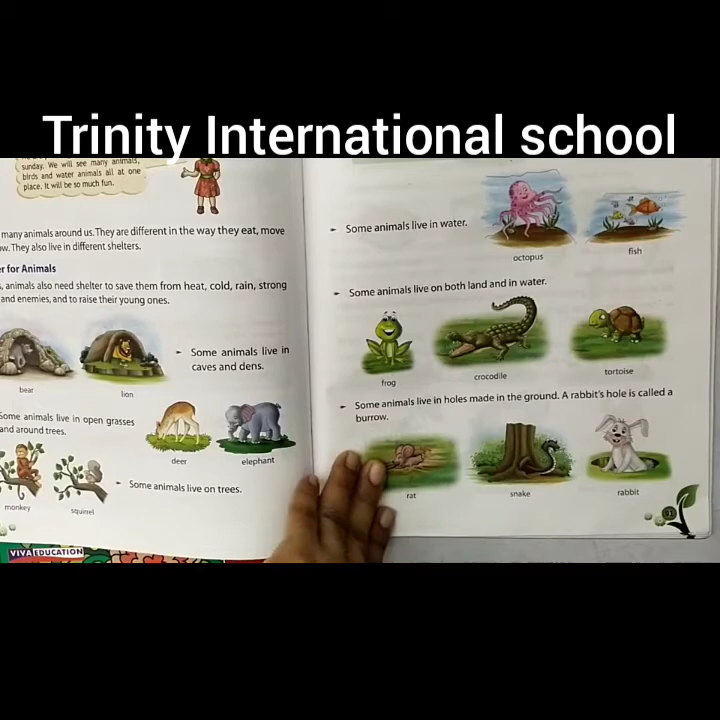 Trinity International school
sunday. We will see many animals,
birds and water animals all at one
place. It will be so much fun.
many animals around us. They are different in the way they eat, move
They also live in different shelters.
for Animals
animals also need shelter to save them from heat, cold, rain, strong
and enemies, and to raise their young ones.
Some animals live in
caves and dens.
bear
lion
Some animals live in open grasses
and around trees.
deer
elephant
Some animals live on trees.
monkey
squirrel
VIVA EDUCATION
Some animals live in water.
octopus
fish
Some animals live on both land and in water.
frog
crocodile
tortoise
Some animals live in holes made in the ground. A rabbit's hole is called a
burrow.
rat
snake
rabbit